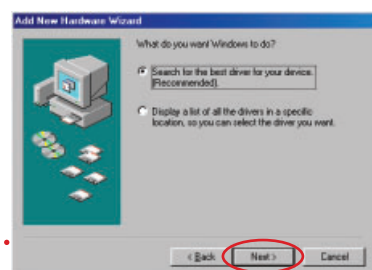 Add New Hardware Wizard
What do you want Windows to do?
Search for the best driver for your device.
(Recommended).
Display a list of all the drivers in a specific
location, so you can select the driver you want.
< Back
Next >
Cancel